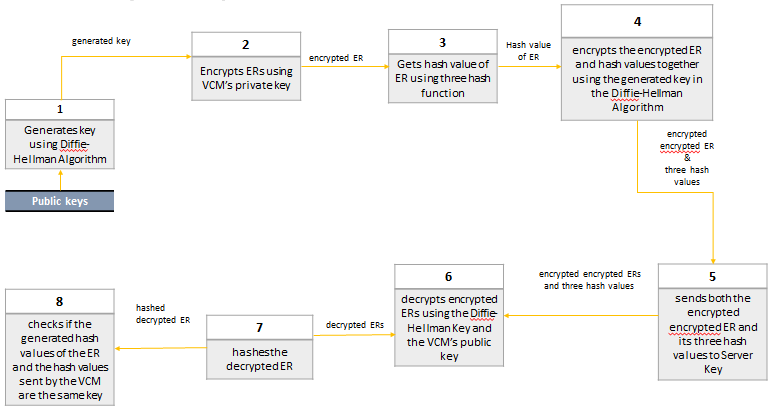 1
Generates key
using Diffie-
Hellman Algorithm
Public keys
generated key
2
Encrypts ERs using
VCM's private key
encrypted ER
3
Gets hash value of
ER using three hash
function
Hash value
of ER
4
encrypts the encrypted ER
and hash values together
using the generated key in
the Diffie-Hellman
Algorithm
encrypted
encrypted ER
&
three hash
values
5
sends both the
encrypted
encrypted ER and
its three hash
values to Server
Key
encrypted encrypted ERs
and three hash values
6
decrypts encrypted
ERs using the Diffie-
Hellman Key and
the VCM's public
key
decrypted ERs
7
hashes the
decrypted ER
hashed
decrypted ER
8
checks if the
generated hash
values of the ER
and the hash values
sent by the VCM
are the same key